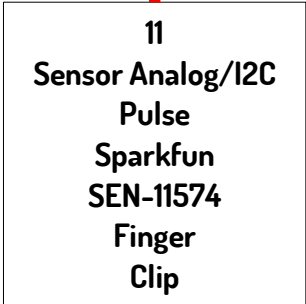 11
Sensor Analog/I2C
Pulse
Sparkfun
SEN-11574
Finger
Clip